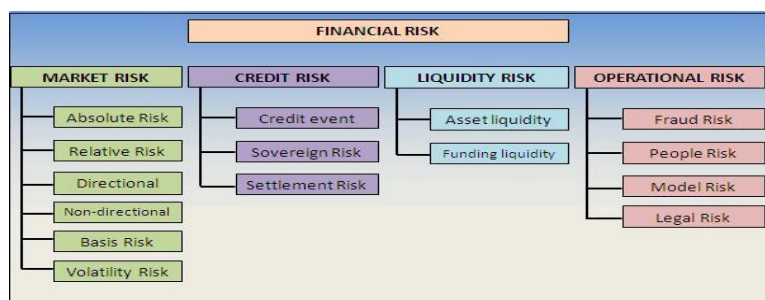 FINANCIAL RISK
MARKET RISK
CREDIT RISK
LIQUIDITY RISK
OPERATIONAL RISK
Absolute Risk
Relative Risk
Directional
Non-directional
Basis Risk
Volatility Risk
Credit event
Sovereign Risk
Settlement Risk
Asset liquidity
Funding liquidity
Fraud Risk
People Risk
Model Risk
Legal Risk